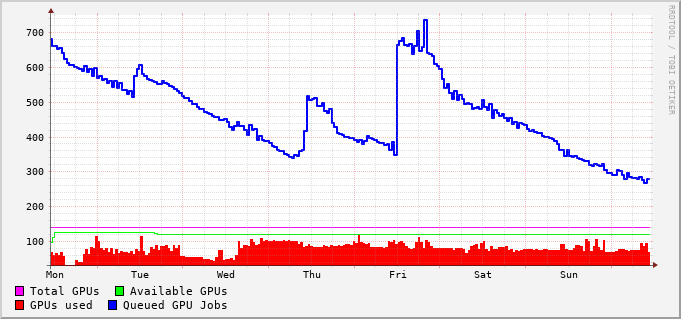 700
600
500
400
300
200
100
Mon Tue Wed Thu Fri Sat Sun
Total GPUs Available GPUs
GPUs used Queued GPU Jobs
RRDTOOL / TOBI OETIKER